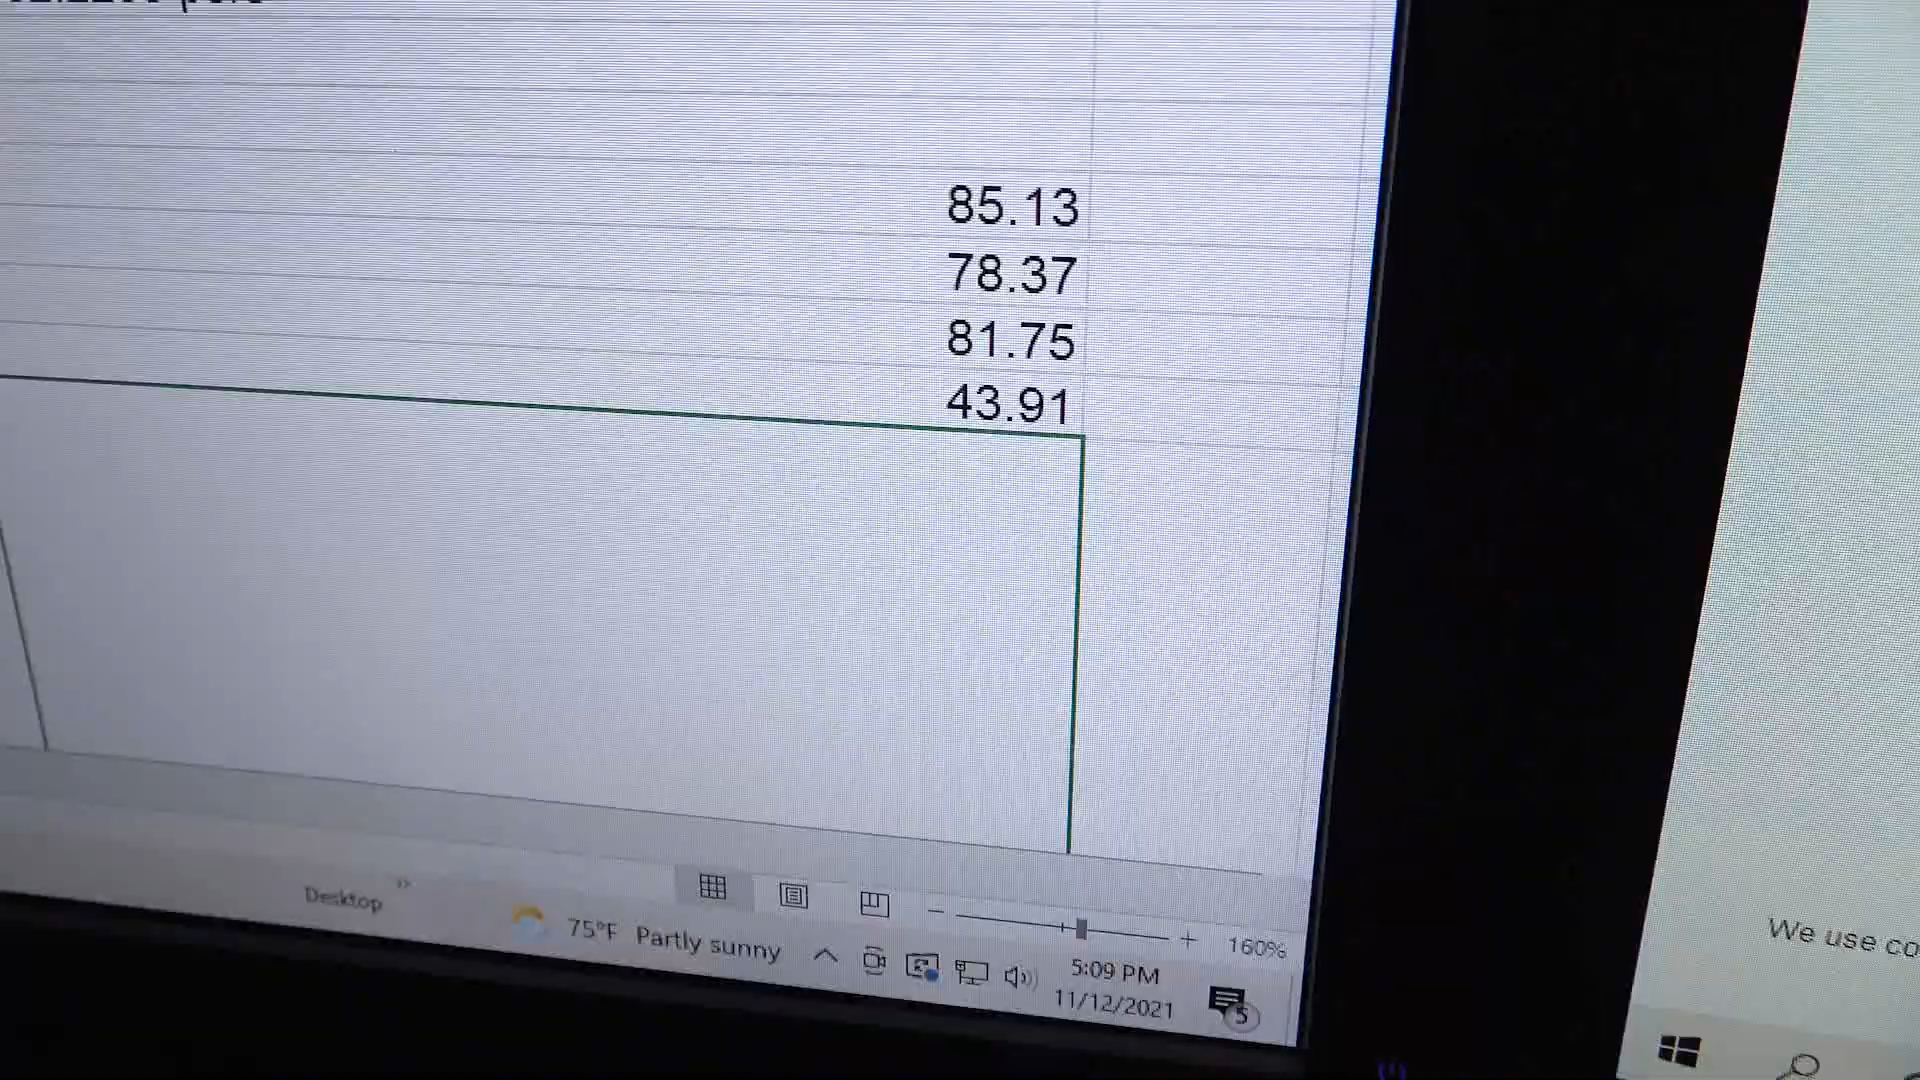 85.13
78.37
81.75
43.91
Desktop
160%
75°F Partly sunny
5:09 PM
11/12/2021
5
We use co